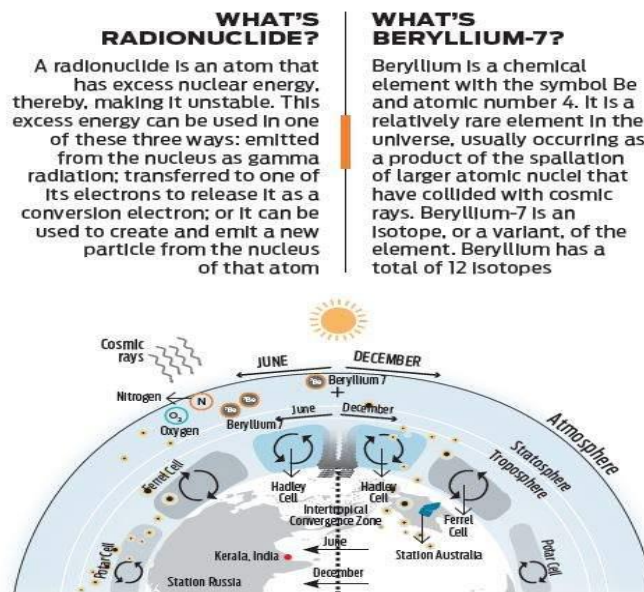 WHAT'S
RADIONUCLIDE?
A radionuclide is an atom that
has excess nuclear energy,
thereby, making it unstable. This
excess energy can be used in one
of these three ways: emitted
from the nucleus as gamma
radiation; transferred to one of
its electrons to release it as a
conversion electron; or it can be
used to create and emit a new
particle from the nucleus
of that atom
WHAT'S
BERYLLIUM-7?
Beryllium is a chemical
element with the symbol Be
and atomic number 4. It is a
relatively rare element in the
universe, usually occurring as
a product of the spallation
of larger atomic nuclei that
have collided with cosmic
rays. Beryllium-7 is an
isotope, or a variant, of the
element. Beryllium has a
total of 12 isotopes
Cosmic
rays
JUNE
DECEMBER
⁷Be
Beryllium 7
+
Nitrogen
N
⁷Be
⁷Be
O₂
Oxygen
Beryllium 7
June
December
Atmosphere
Stratosphere
Troposphere
Ferrel Cell
Hadley
Cell
Hadley
Cell
Ferrel
Cell
Intertropical
Convergence Zone
June
Station Australia
Kerala, India
Polar Cell
Polar Cell
December
Station Russia